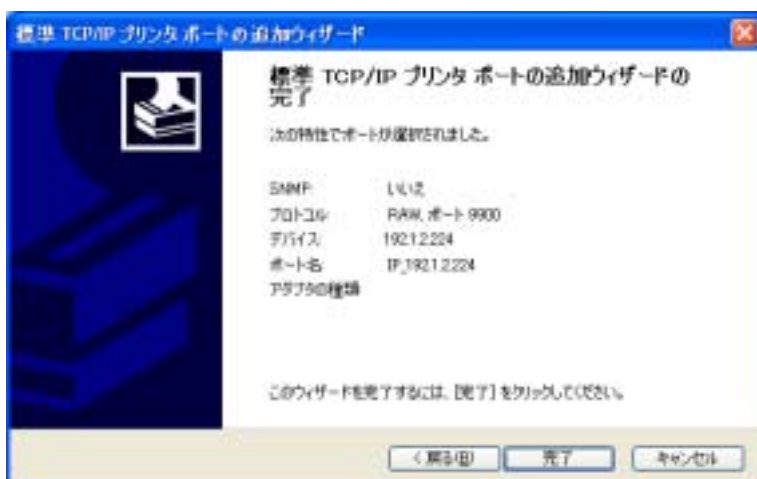 標準 TCP/IP プリンタ ポートの追加ウィザード
標準 TCP/IP プリンタ ポートの追加ウィザードの
完了
次の特性でポートが選択されました。
SNMP: いいえ
プロトコル: RAW, ポート 9900
デバイス: 192.1.2.224
ポート名: IP_192.1.2.224
アダプタの種類
このウィザードを完了するには、[完了] をクリックしてください。
< 戻る(B)
完了
キャンセル